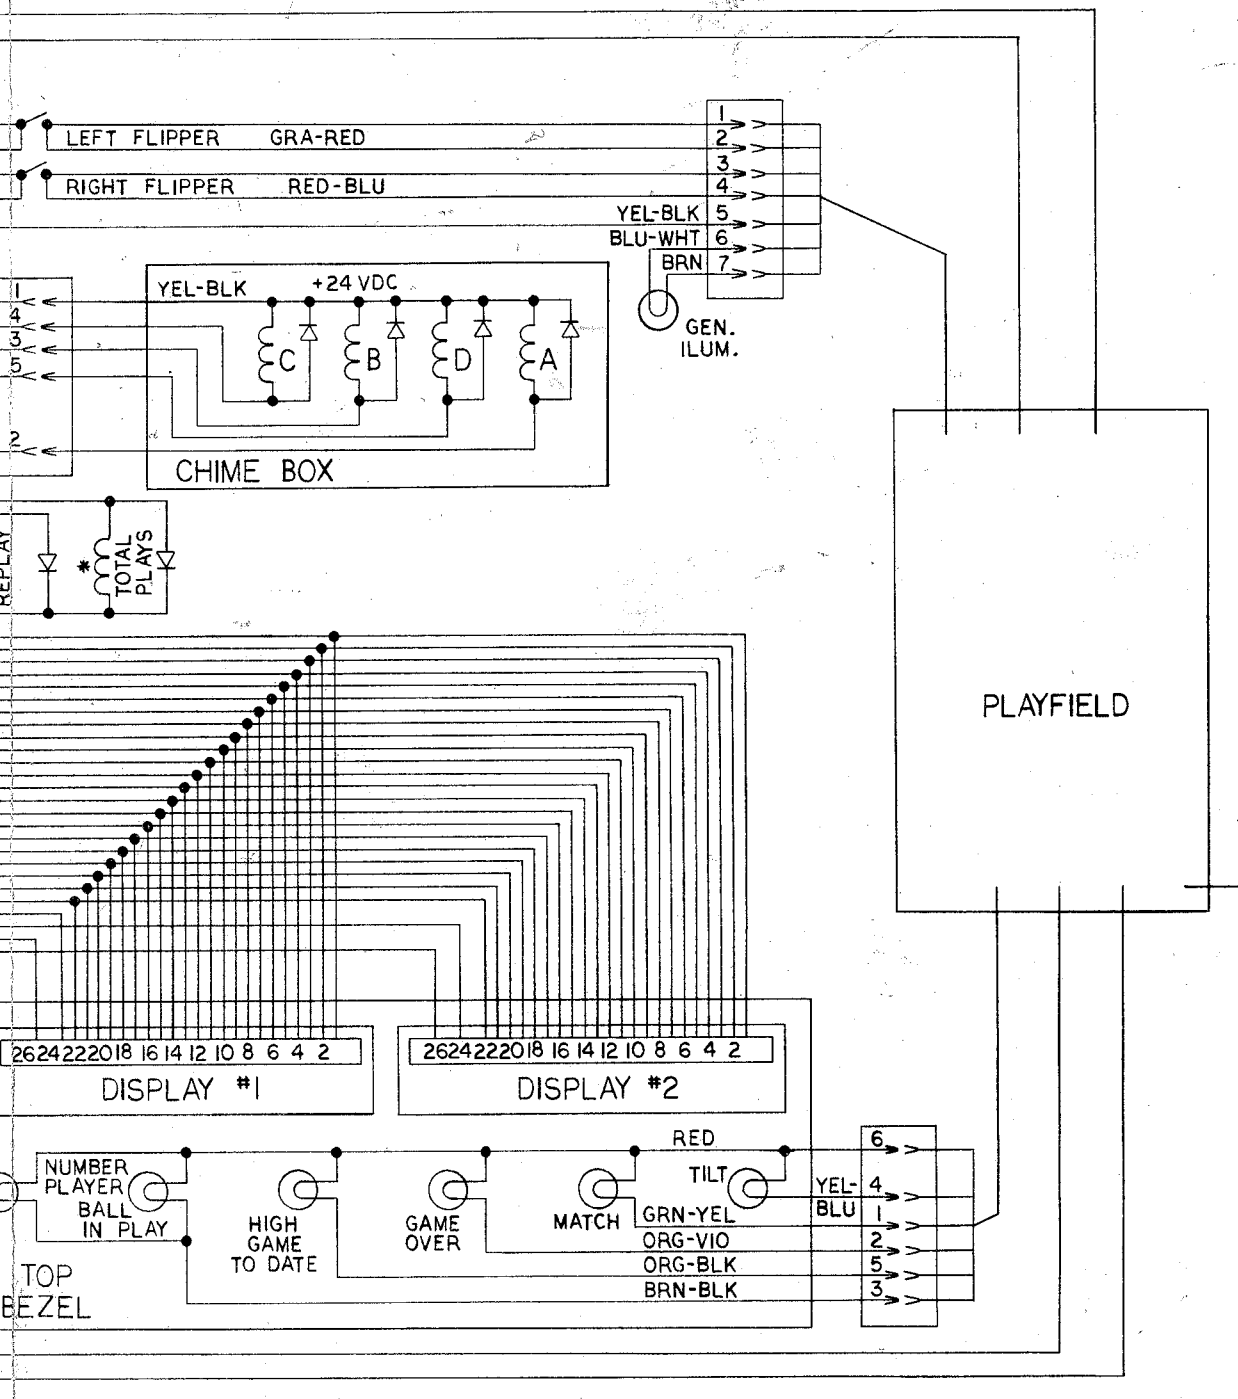 1
LEFT FLIPPER GRA-RED 2
3
RIGHT FLIPPER RED-BLU 4
YEL-BLK 5
BLU-WHT 6
BRN 7
GEN.
ILUM.
1
4
3
5
2
YEL-BLK +24 VDC
C B D A
CHIME BOX
REPLAY
*
TOTAL
PLAYS
PLAYFIELD
26 24 22 20 18 16 14 12 10 8 6 4 2
DISPLAY #1
26 24 22 20 18 16 14 12 10 8 6 4 2
DISPLAY #2
RED 6
NUMBER
PLAYER
BALL
IN PLAY
HIGH
GAME
TO DATE
GAME
OVER
MATCH
TILT
YEL-
BLU
4
GRN-YEL 1
ORG-VIO 2
ORG-BLK 5
BRN-BLK 3
TOP
BEZEL